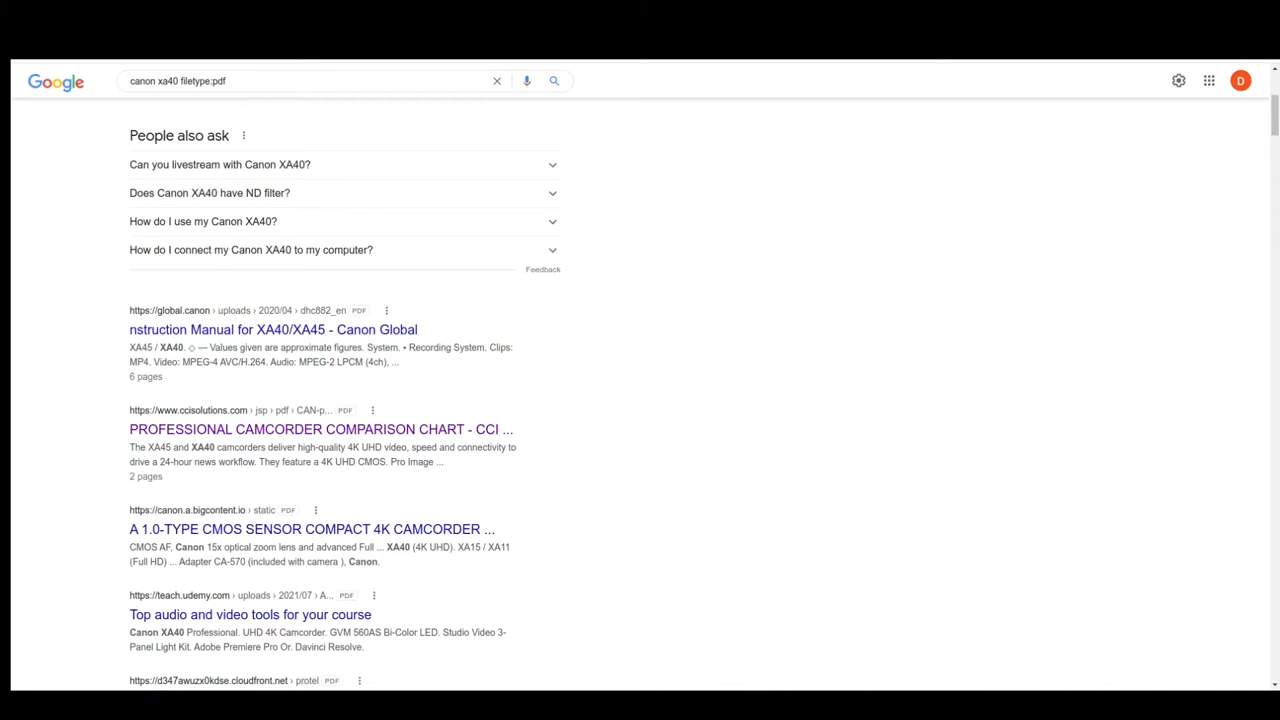 Google
canon xa40 filetype:pdf
D
People also ask
Can you livestream with Canon XA40?
Does Canon XA40 have ND filter?
How do I use my Canon XA40?
How do I connect my Canon XA40 to my computer?
Feedback
https://global.canon › uploads › 2020/04 › dhc882_en PDF
nstruction Manual for XA40/XA45 - Canon Global
XA45 / XA40. ◇ — Values given are approximate figures. System. • Recording System. Clips:
MP4. Video: MPEG-4 AVC/H.264. Audio: MPEG-2 LPCM (4ch), ...
6 pages
https://www.ccisolutions.com › jsp › pdf › CAN-p... PDF
PROFESSIONAL CAMCORDER COMPARISON CHART - CCI ...
The XA45 and XA40 camcorders deliver high-quality 4K UHD video, speed and connectivity to
drive a 24-hour news workflow. They feature a 4K UHD CMOS. Pro Image ...
2 pages
https://canon.a.bigcontent.io › static PDF
A 1.0-TYPE CMOS SENSOR COMPACT 4K CAMCORDER ...
CMOS AF, Canon 15x optical zoom lens and advanced Full ... XA40 (4K UHD). XA15 / XA11
(Full HD) ... Adapter CA-570 (included with camera ), Canon.
https://teach.udemy.com › uploads › 2021/07 › A... PDF
Top audio and video tools for your course
Canon XA40 Professional. UHD 4K Camcorder. GVM 560AS Bi-Color LED. Studio Video 3-
Panel Light Kit. Adobe Premiere Pro Or. Davinci Resolve.
https://d347awuzx0kdse.cloudfront.net › protel PDF